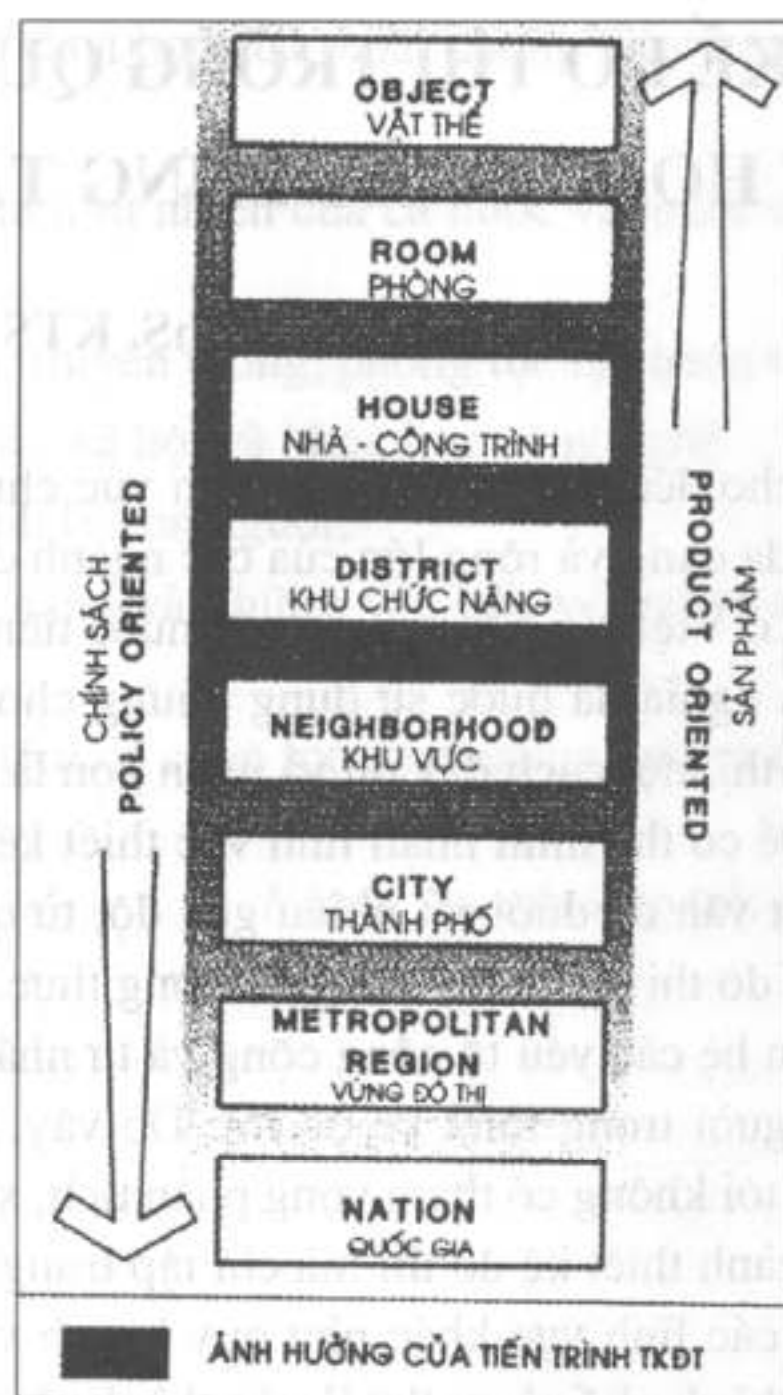 OBJECT
VẬT THỂ
ROOM
PHÒNG
HOUSE
NHÀ - CÔNG TRÌNH
DISTRICT
KHU CHỨC NĂNG
NEIGHBORHOOD
KHU VỰC
CITY
THÀNH PHỐ
METROPOLITAN
REGION
VÙNG ĐÔ THỊ
NATION
QUỐC GIA
CHÍNH SÁCH
POLICY ORIENTED
PRODUCT ORIENTED
SẢN PHẨM
ẢNH HƯỞNG CỦA TIẾN TRÌNH TKĐT